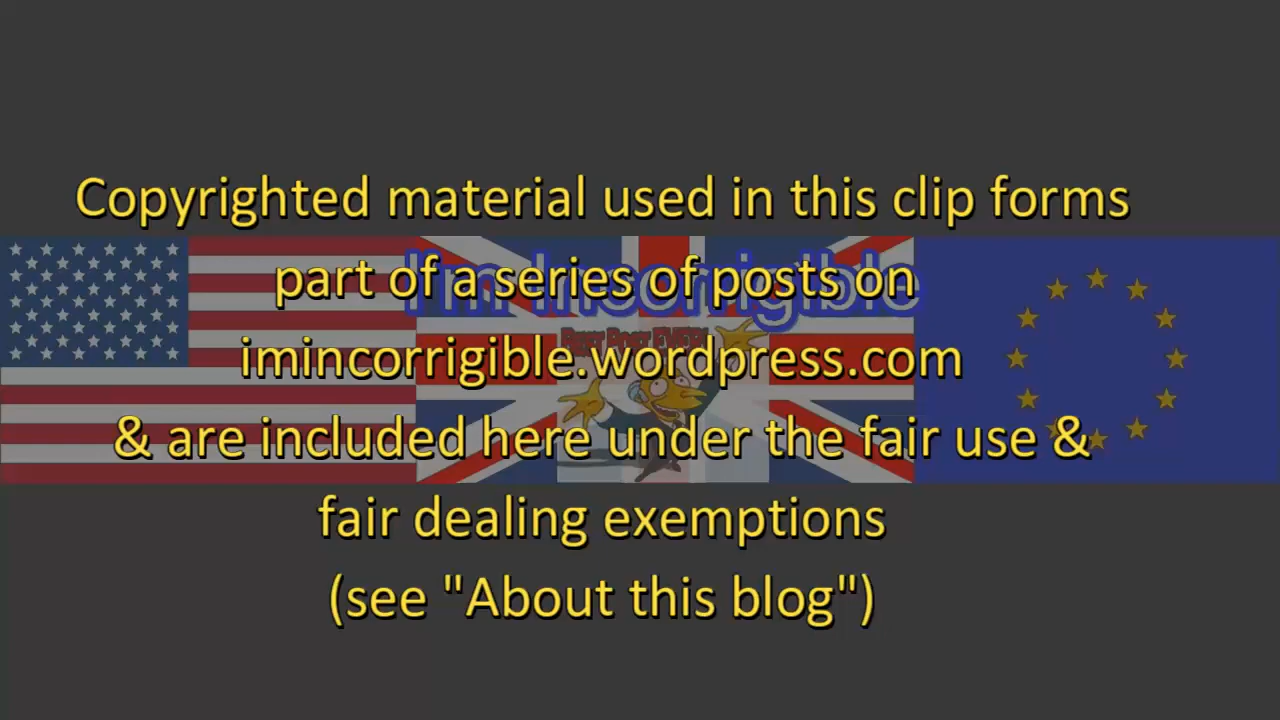 Copyrighted material used in this clip forms
part of a series of posts on
I'm Incorrigible
imincorrigible.wordpress.com
& are included here under the fair use &
fair dealing exemptions
(see "About this blog")